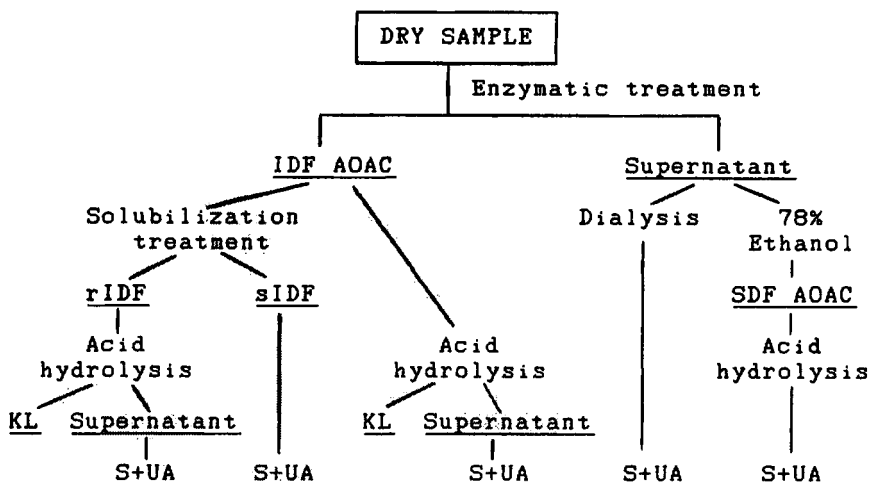 DRY SAMPLE
Enzymatic treatment
IDF AOAC
Supernatant
Solubilization
treatment
Dialysis
78%
Ethanol
rIDF
sIDF
SDF AOAC
Acid
hydrolysis
Acid
hydrolysis
Acid
hydrolysis
KL
Supernatant
KL
Supernatant
S+UA
S+UA
S+UA
S+UA
S+UA